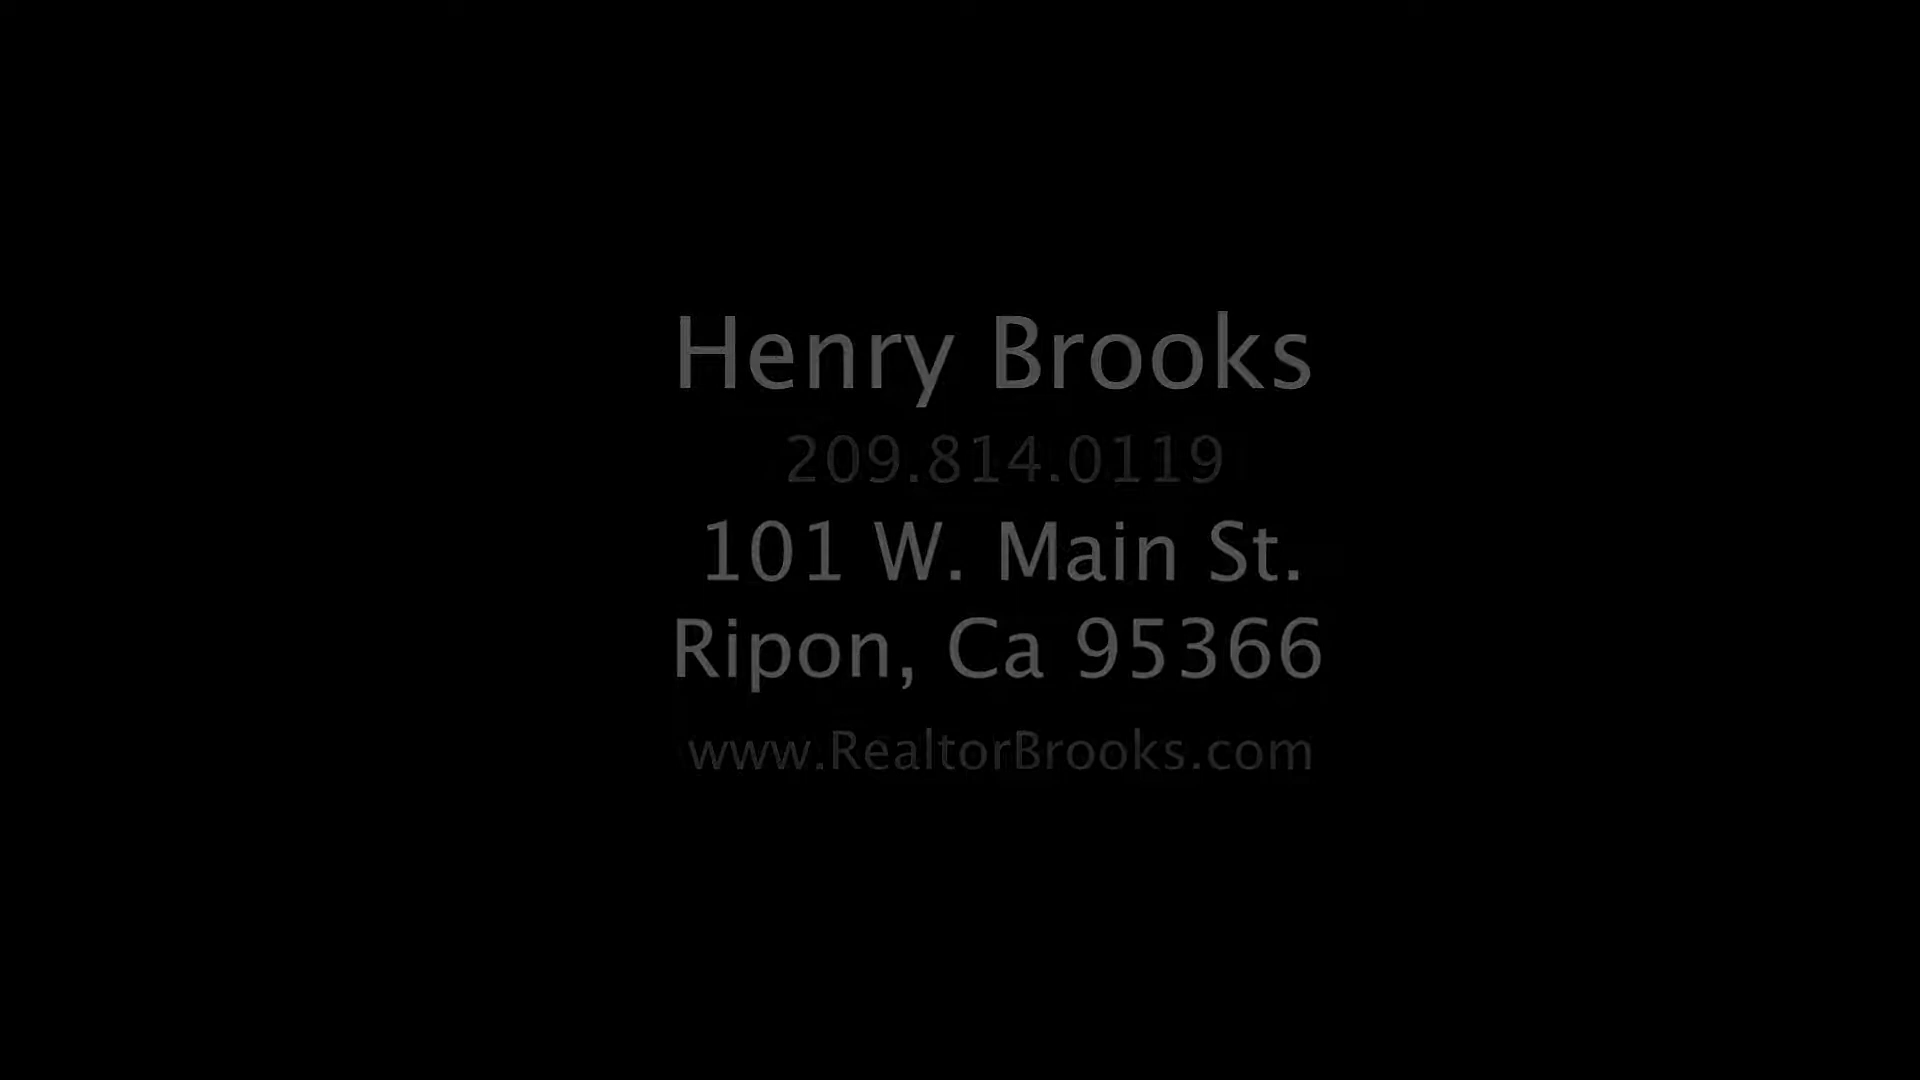 Henry Brooks
209.814.0119
101 W. Main St.
Ripon, Ca 95366
www.RealtorBrooks.com